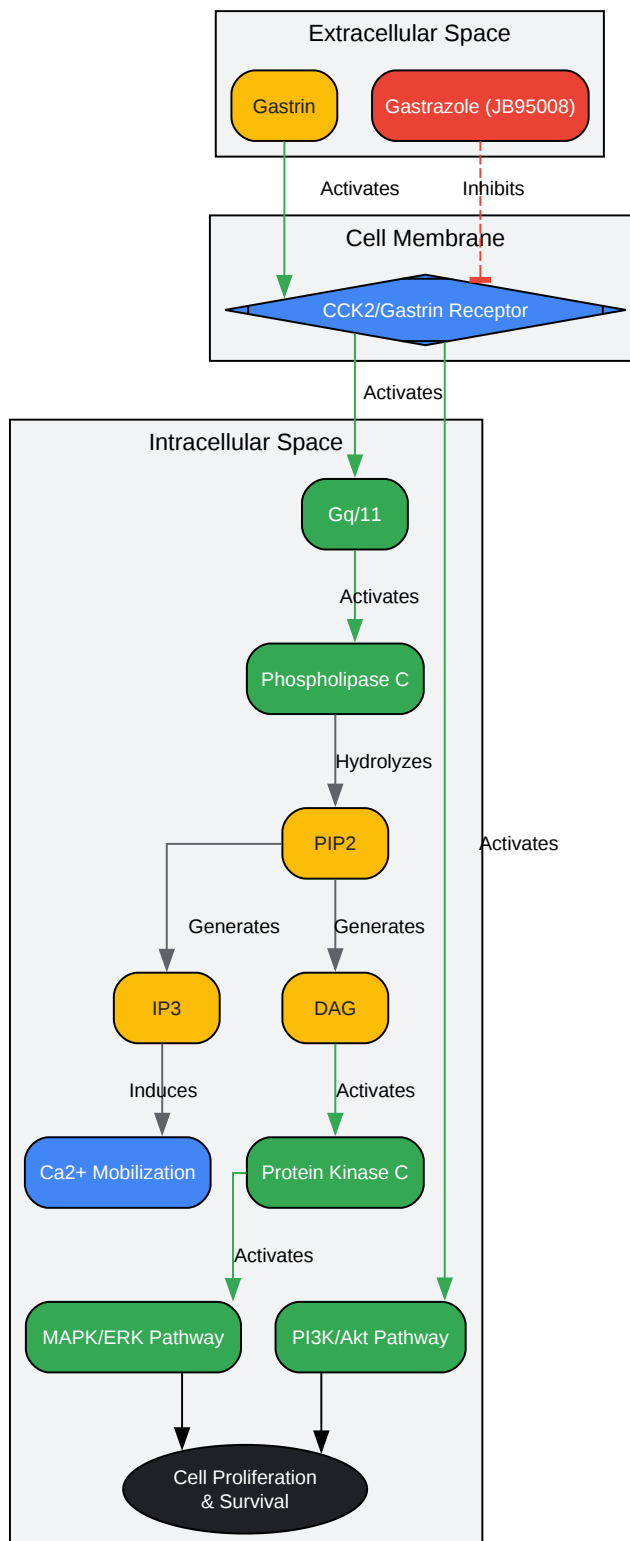 Extracellular Space
Gastrin
Gastrazole (JB95008)
Activates
Inhibits
Cell Membrane
CCK2/Gastrin Receptor
Activates
Intracellular Space
Gq/11
Activates
Phospholipase C
Hydrolyzes
PIP2
Activates
Generates
Generates
IP3
DAG
Induces
Activates
Ca2+ Mobilization
Protein Kinase C
Activates
MAPK/ERK Pathway
PI3K/Akt Pathway
Cell Proliferation
& Survival